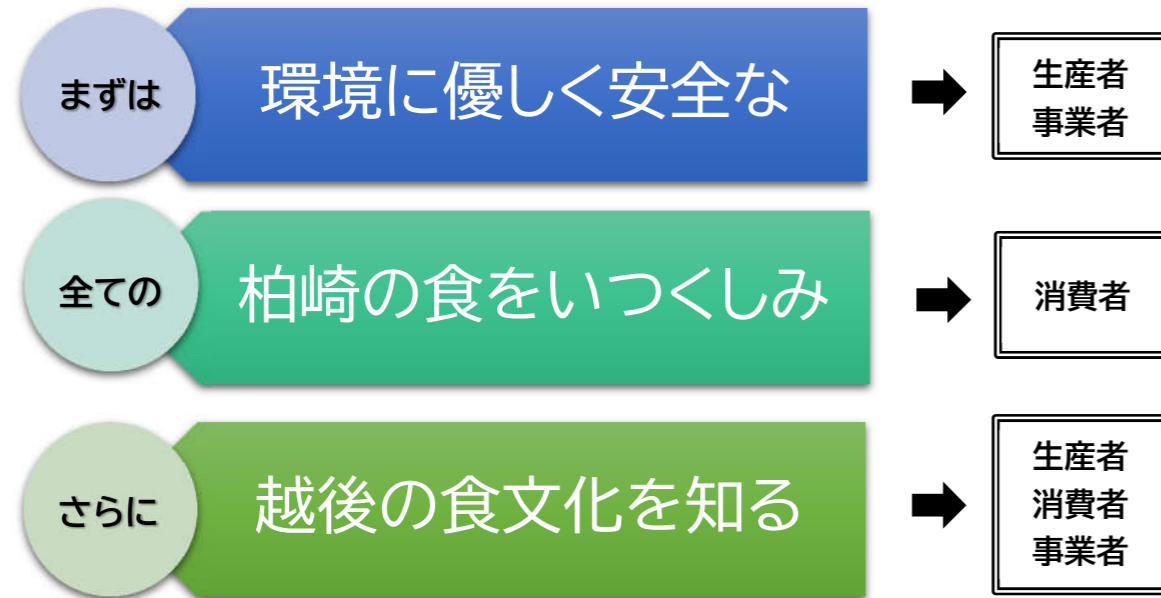 まずは
環境に優しく安全な
生産者
事業者
全ての
柏崎の食をいつくしみ
消費者
さらに
越後の食文化を知る
生産者
消費者
事業者